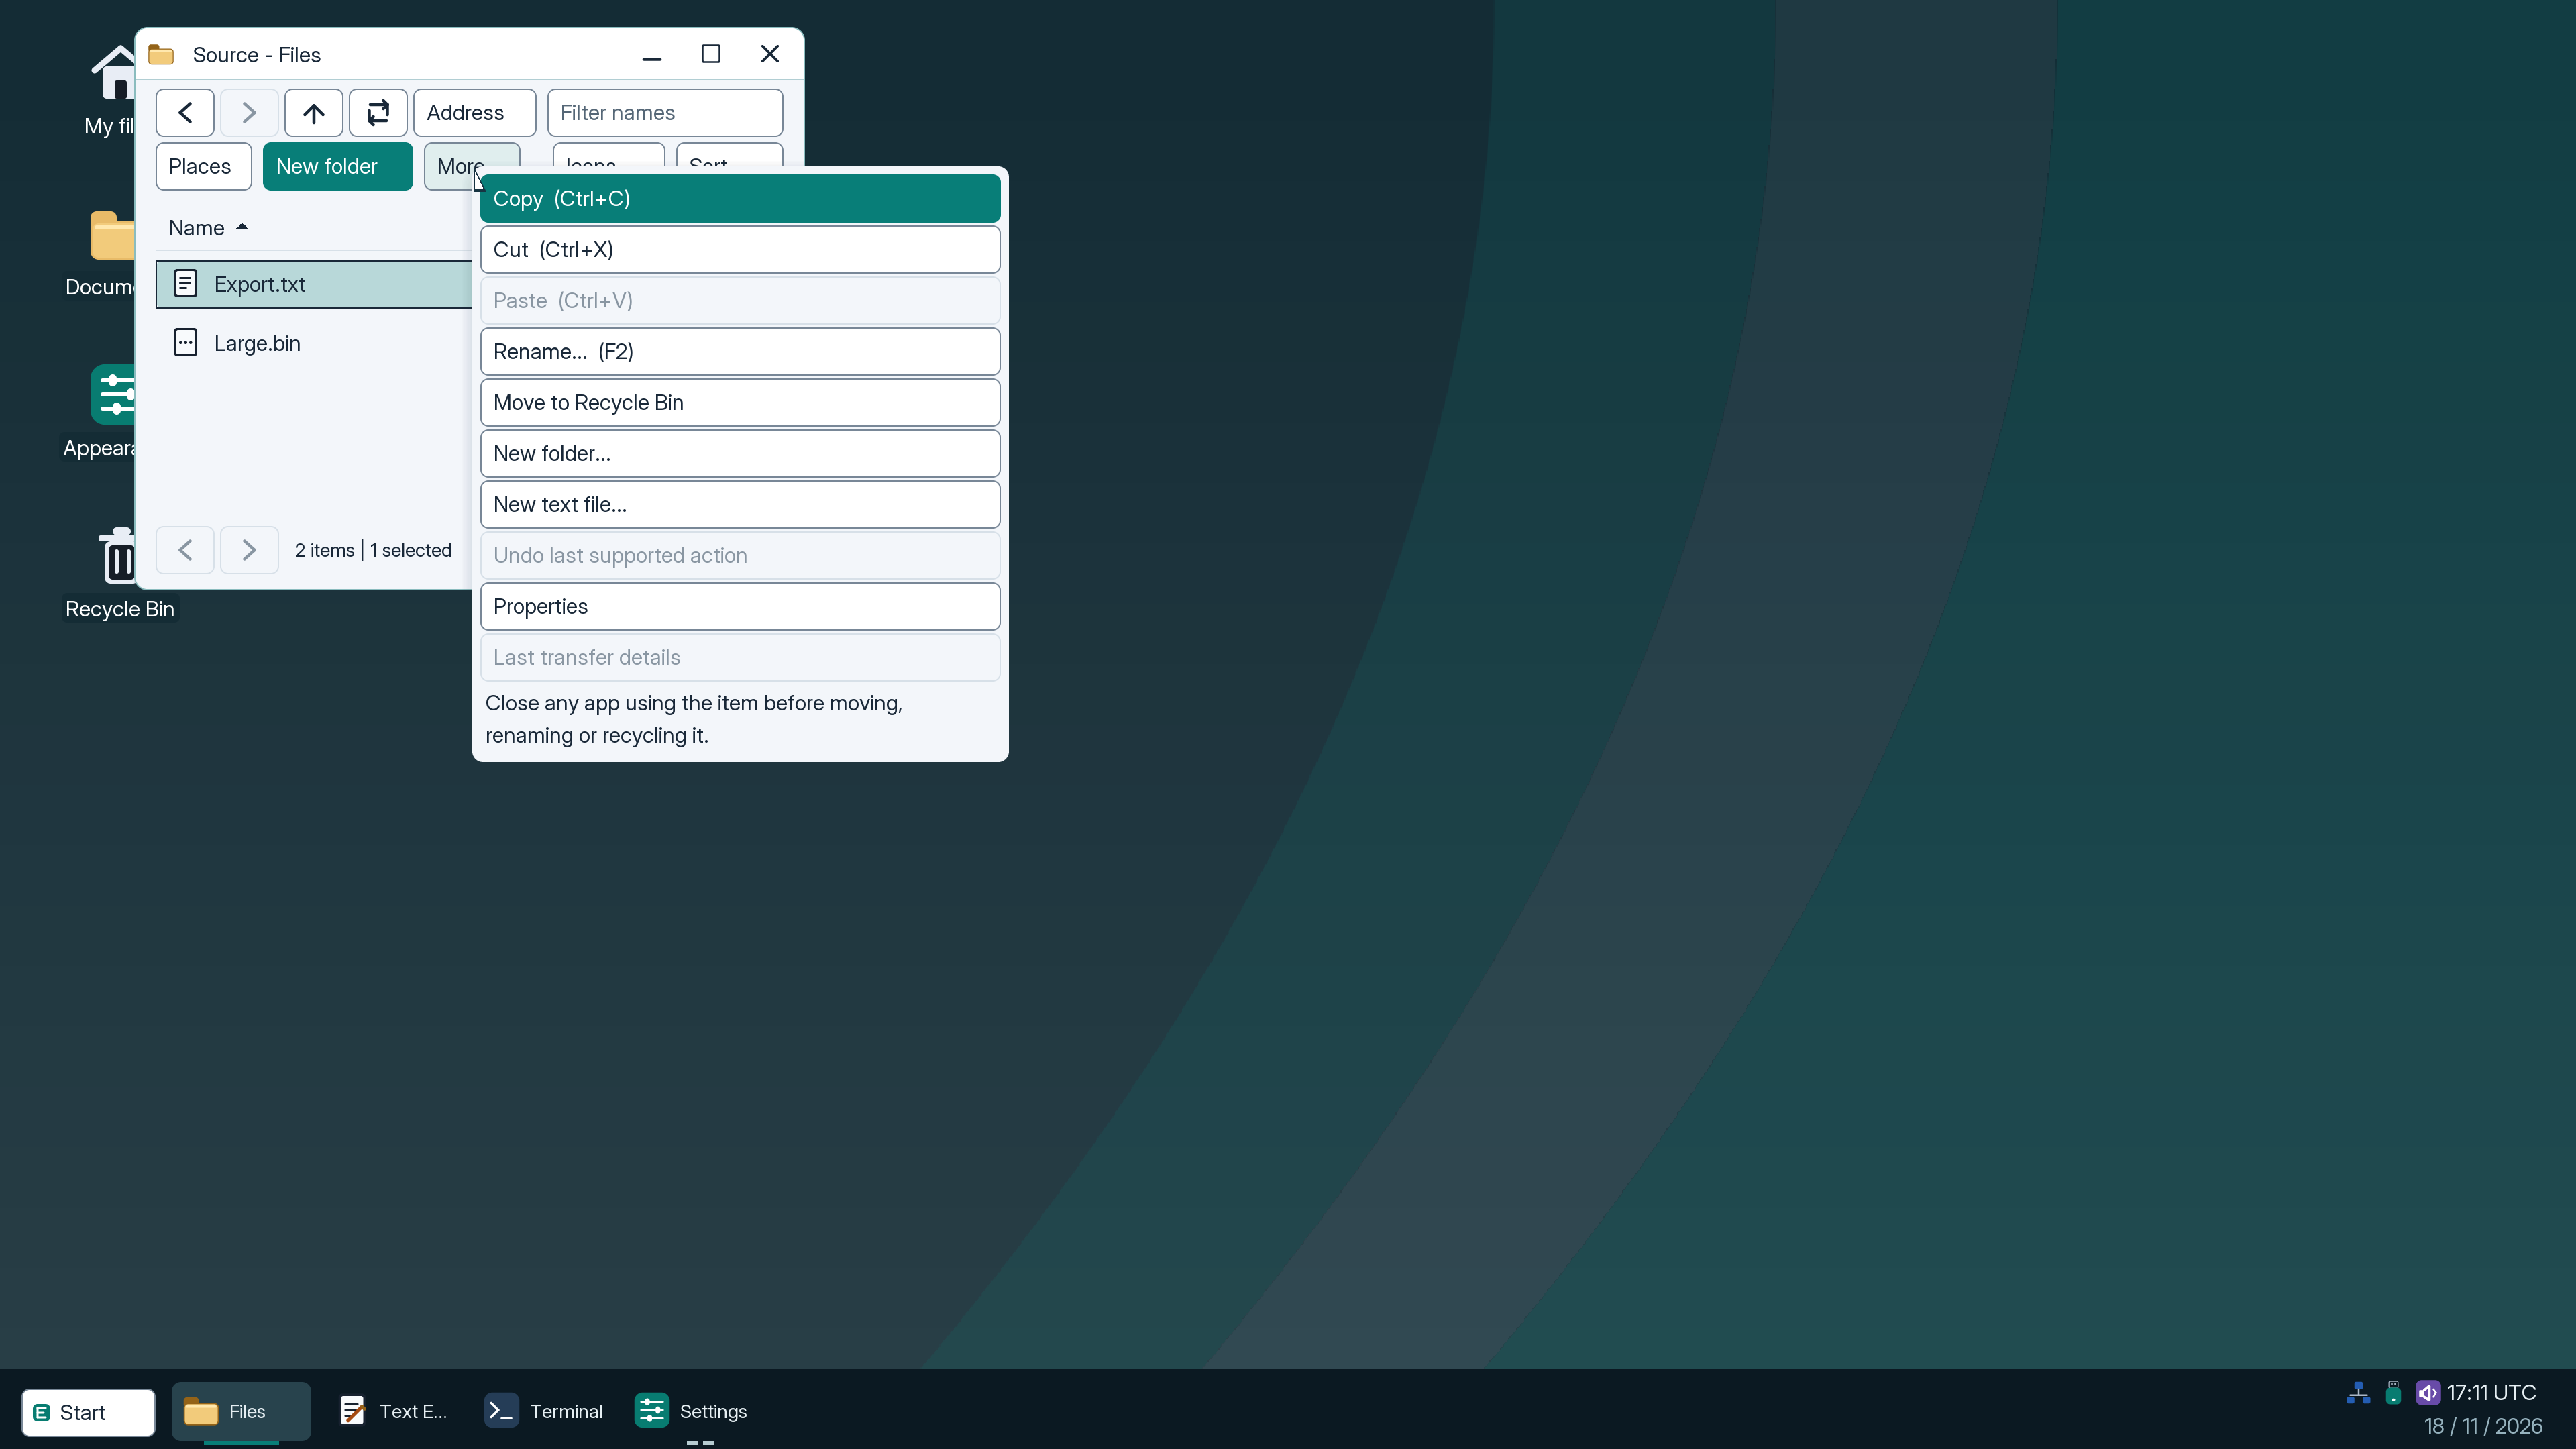 Source - Files
Address
Filter names
Places
New folder
More
Icons
Sort
Name
Export.txt
Large.bin
2 items | 1 selected
Copy (Ctrl+C)
Cut (Ctrl+X)
Paste (Ctrl+V)
Rename... (F2)
Move to Recycle Bin
New folder...
New text file...
Undo last supported action
Properties
Last transfer details
Close any app using the item before moving,
renaming or recycling it.
My fil
Docum
Appear
Recycle Bin
Start
Files
Text E...
Terminal
Settings
17:11 UTC
18 / 11 / 2026